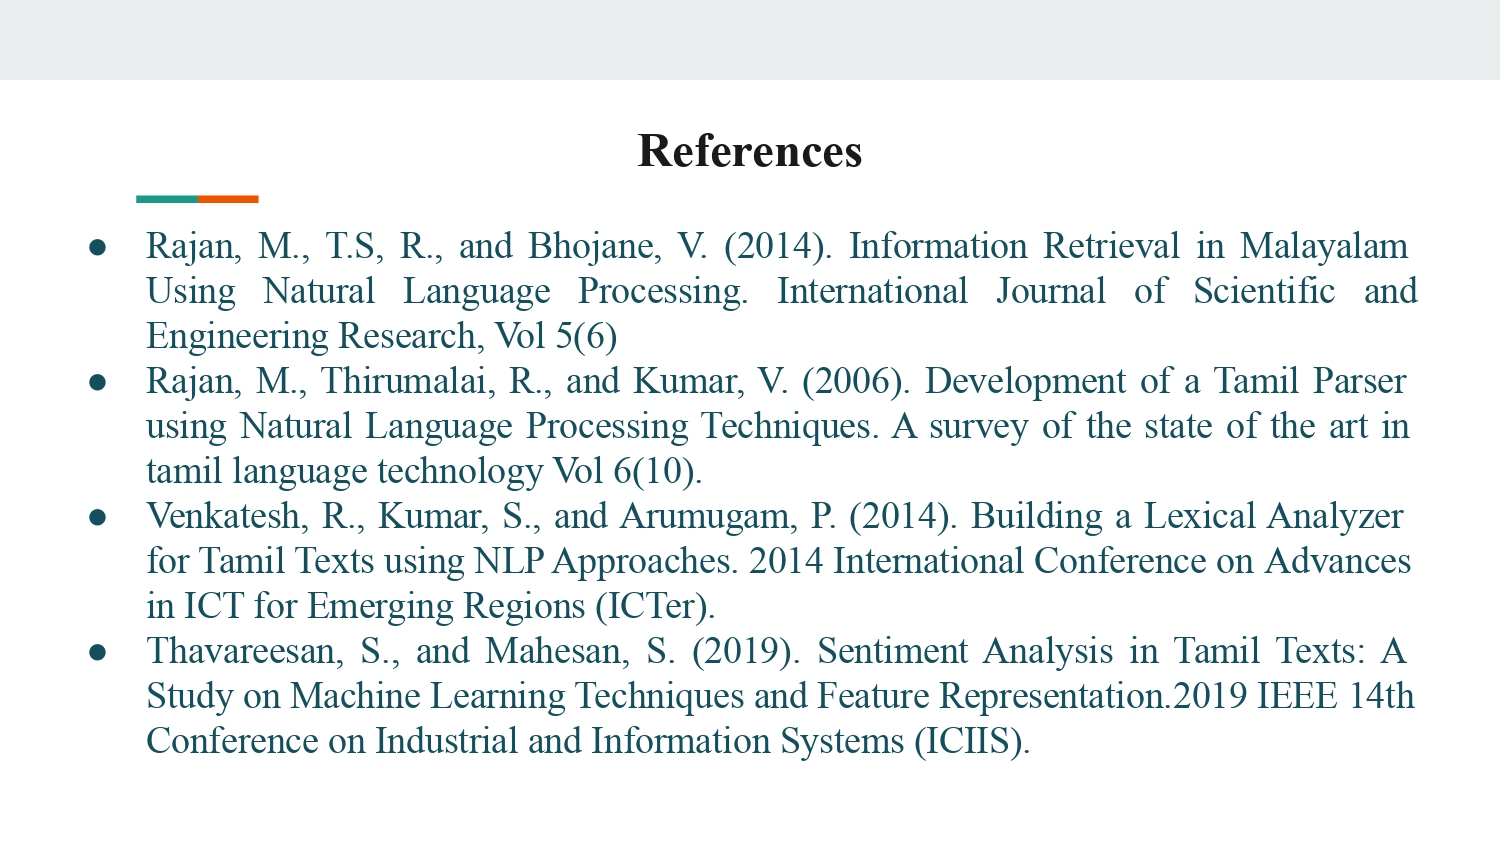 References
● Rajan, M., T.S, R., and Bhojane, V. (2014). Information Retrieval in Malayalam
Using Natural Language Processing. International Journal of Scientific and
Engineering Research, Vol 5(6)
● Rajan, M., Thirumalai, R., and Kumar, V. (2006). Development of a Tamil Parser
using Natural Language Processing Techniques. A survey of the state of the art in
tamil language technology Vol 6(10).
● Venkatesh, R., Kumar, S., and Arumugam, P. (2014). Building a Lexical Analyzer
for Tamil Texts using NLP Approaches. 2014 International Conference on Advances
in ICT for Emerging Regions (ICTer).
● Thavareesan, S., and Mahesan, S. (2019). Sentiment Analysis in Tamil Texts: A
Study on Machine Learning Techniques and Feature Representation.2019 IEEE 14th
Conference on Industrial and Information Systems (ICIIS).